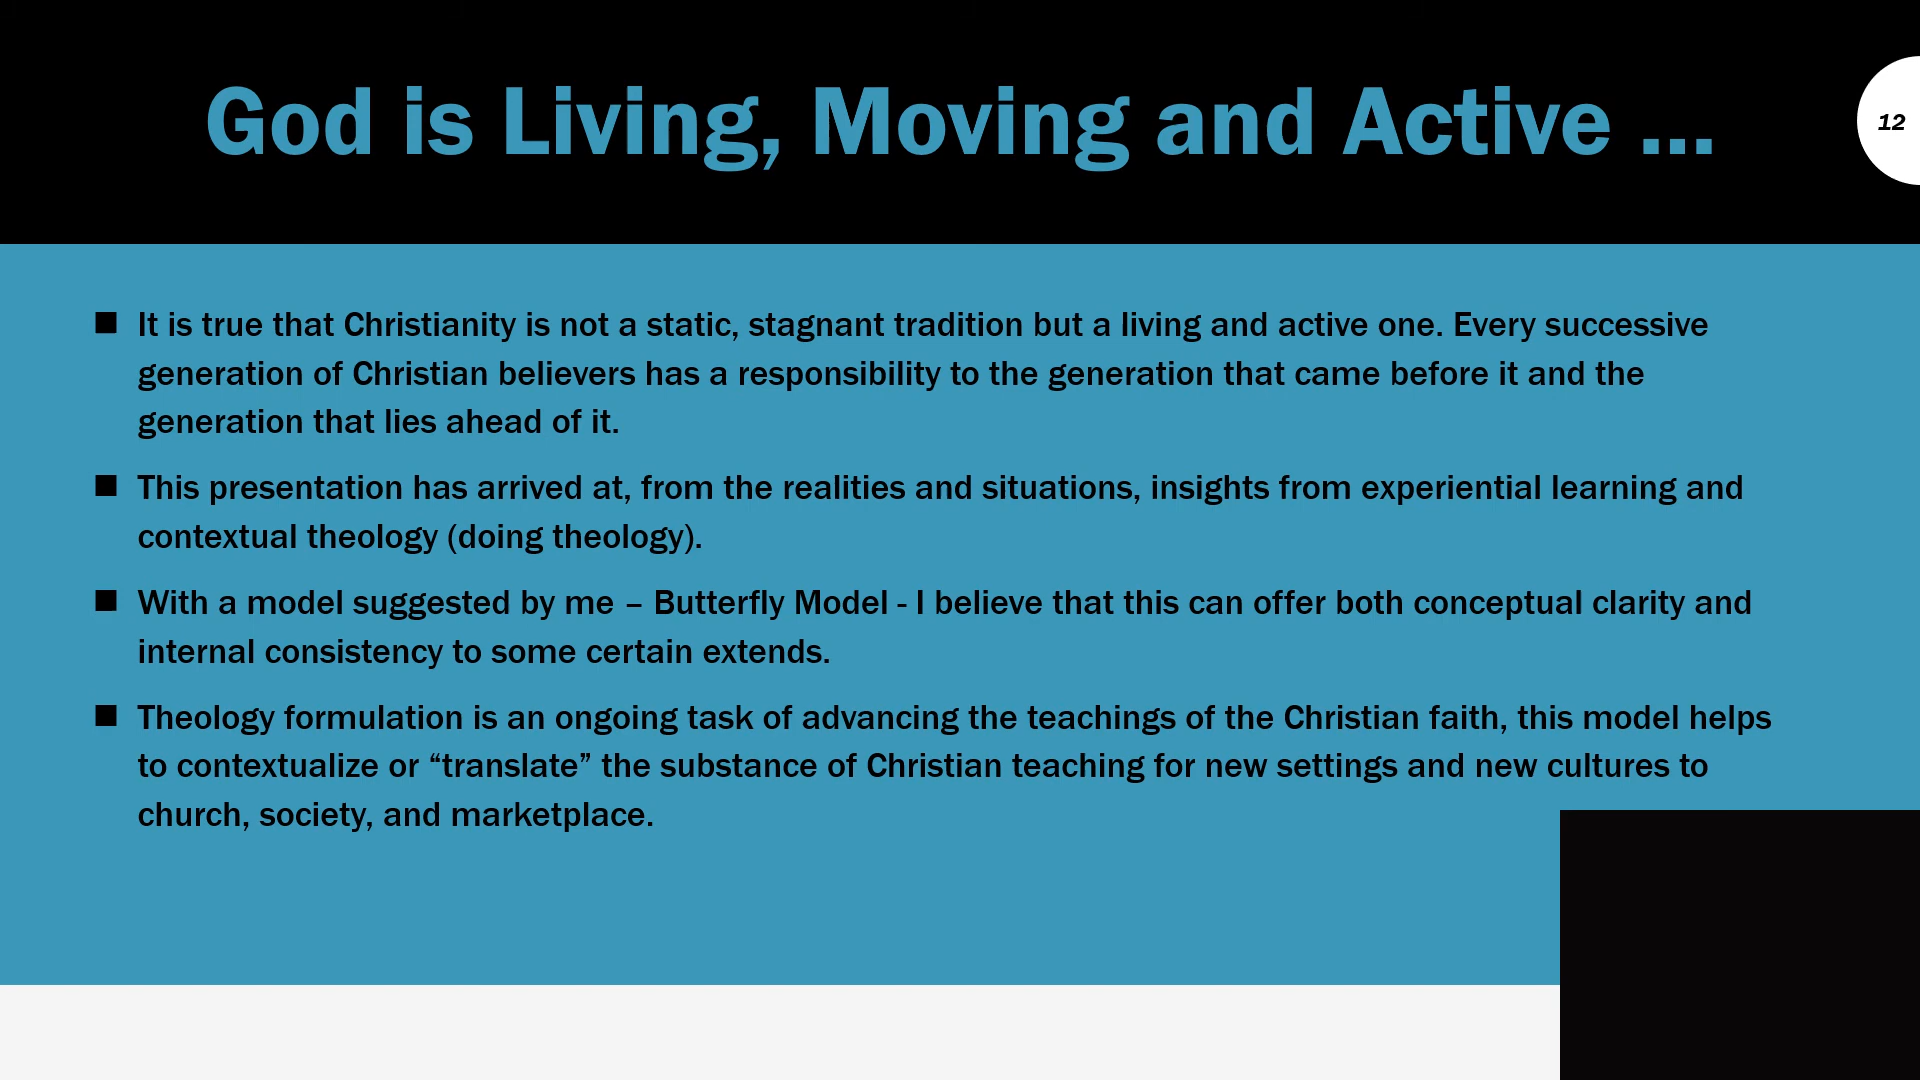 God is Living, Moving and Active ...
12
■ It is true that Christianity is not a static, stagnant tradition but a living and active one. Every successive
generation of Christian believers has a responsibility to the generation that came before it and the
generation that lies ahead of it.
■ This presentation has arrived at, from the realities and situations, insights from experiential learning and
contextual theology (doing theology).
■ With a model suggested by me – Butterfly Model - I believe that this can offer both conceptual clarity and
internal consistency to some certain extends.
■ Theology formulation is an ongoing task of advancing the teachings of the Christian faith, this model helps
to contextualize or “translate” the substance of Christian teaching for new settings and new cultures to
church, society, and marketplace.